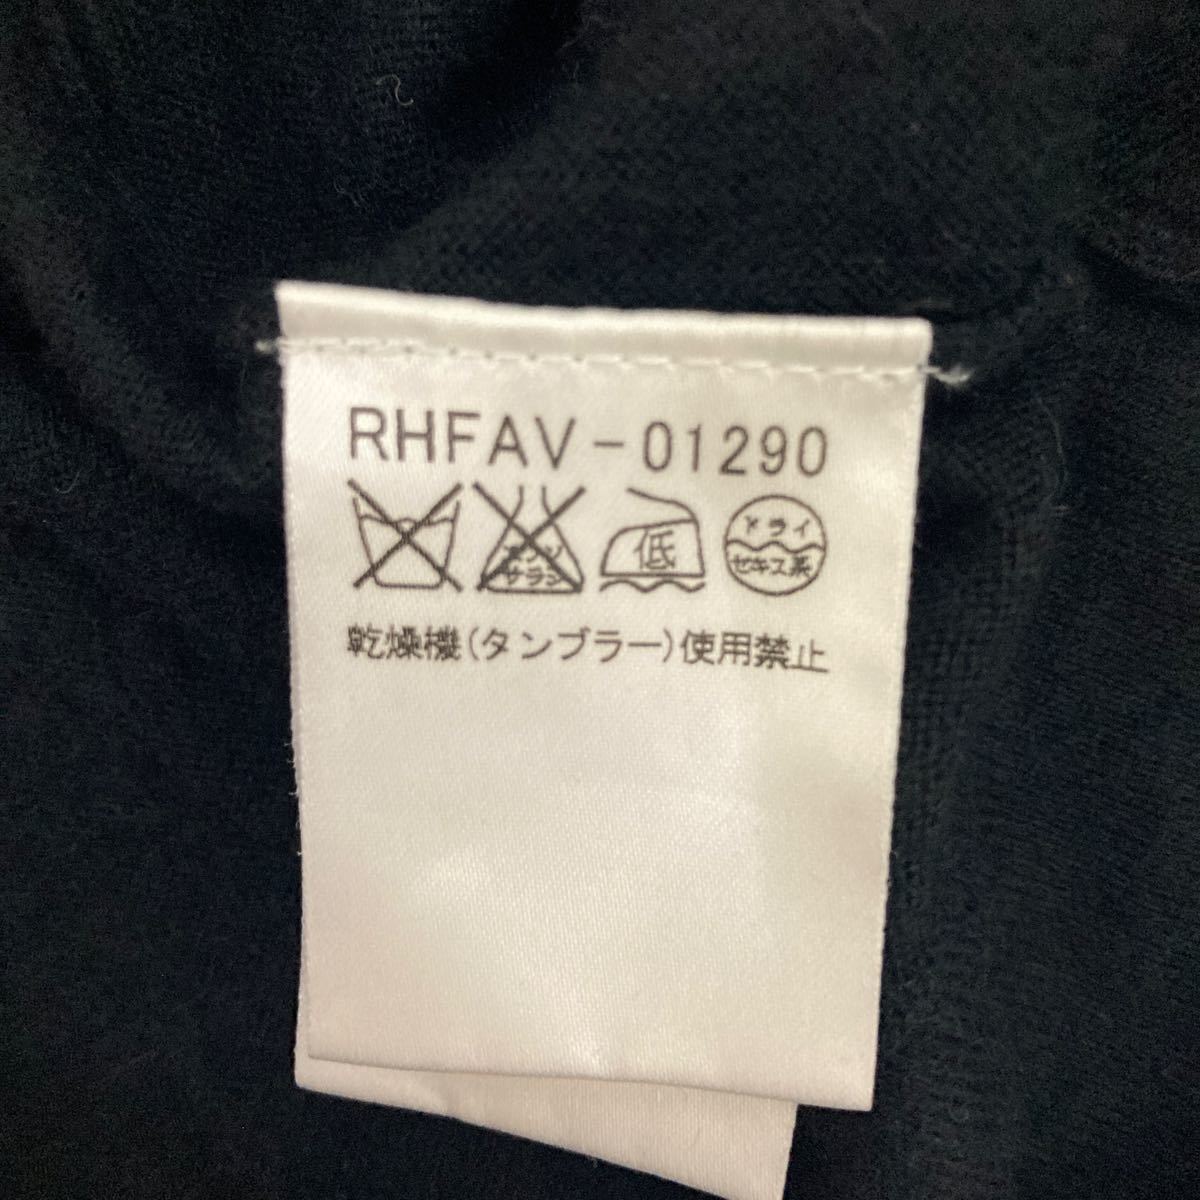 RHFAV-01290
エンソ サラシ 低 ドライ セキユ系
乾燥機(タンブラー)使用禁止